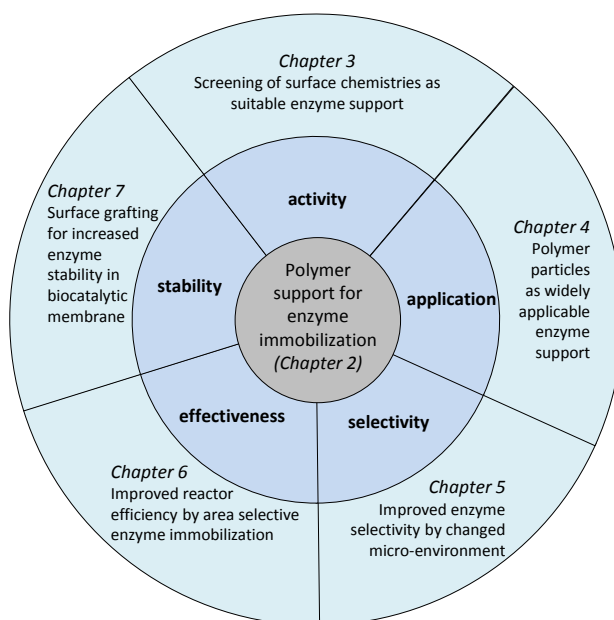 Chapter 3
Screening of surface chemistries as
suitable enzyme support
activity
Chapter 7
Surface grafting
for increased
enzyme
stability in
biocatalytic
membrane
stability
Polymer
support for
enzyme
immobilization
(Chapter 2)
application
Chapter 4
Polymer
particles
as widely
applicable
enzyme
support
effectiveness
selectivity
Chapter 6
Improved reactor
efficiency by area selective
enzyme immobilization
Chapter 5
Improved enzyme
selectivity by changed
micro-environment